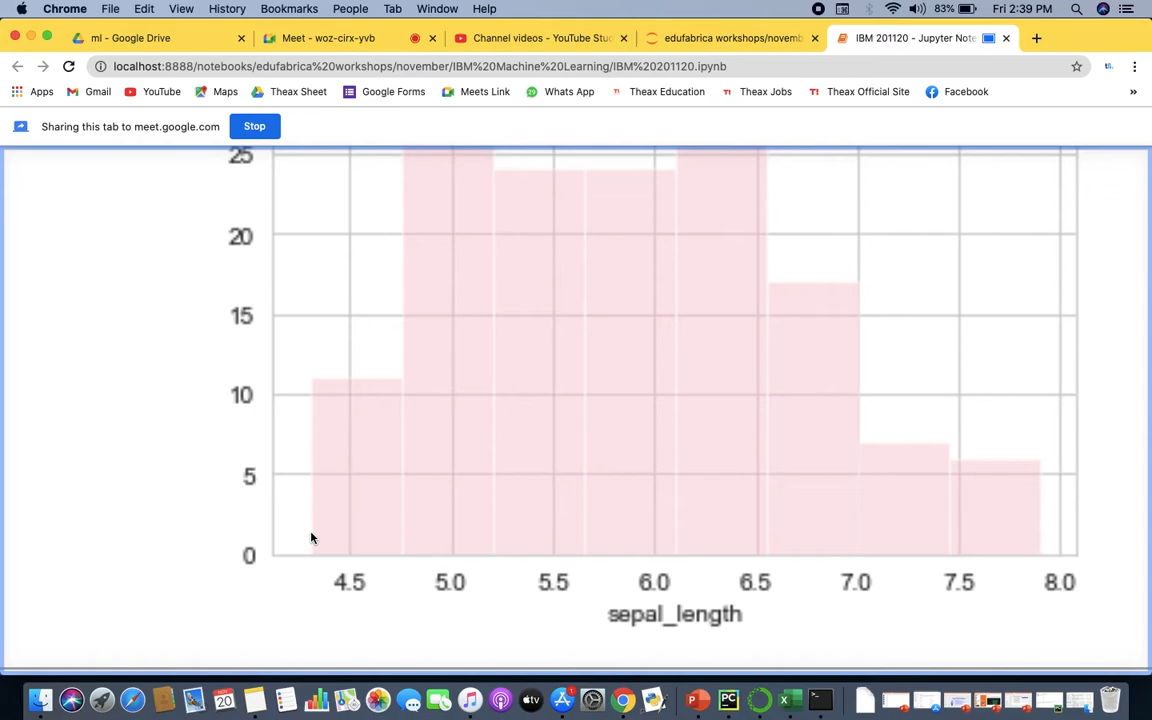 Chrome File Edit View History Bookmarks People Tab Window Help 83% Fri 2:39 PM
ml - Google Drive Meet - woz-cirx-yvb Channel videos - YouTube Stu edufabrica workshops/novemb IBM 201120 - Jupyter Note
localhost:8888/notebooks/edufabrica%20workshops/november/IBM%20Machine%20Learning/IBM%20201120.ipynb
Apps Gmail YouTube Maps Theax Sheet Google Forms Meets Link Whats App Theax Education Theax Jobs Theax Official Site Facebook »
Sharing this tab to meet.google.com Stop
25
20
15
10
5
0
4.5 5.0 5.5 6.0 6.5 7.0 7.5 8.0
sepal_length